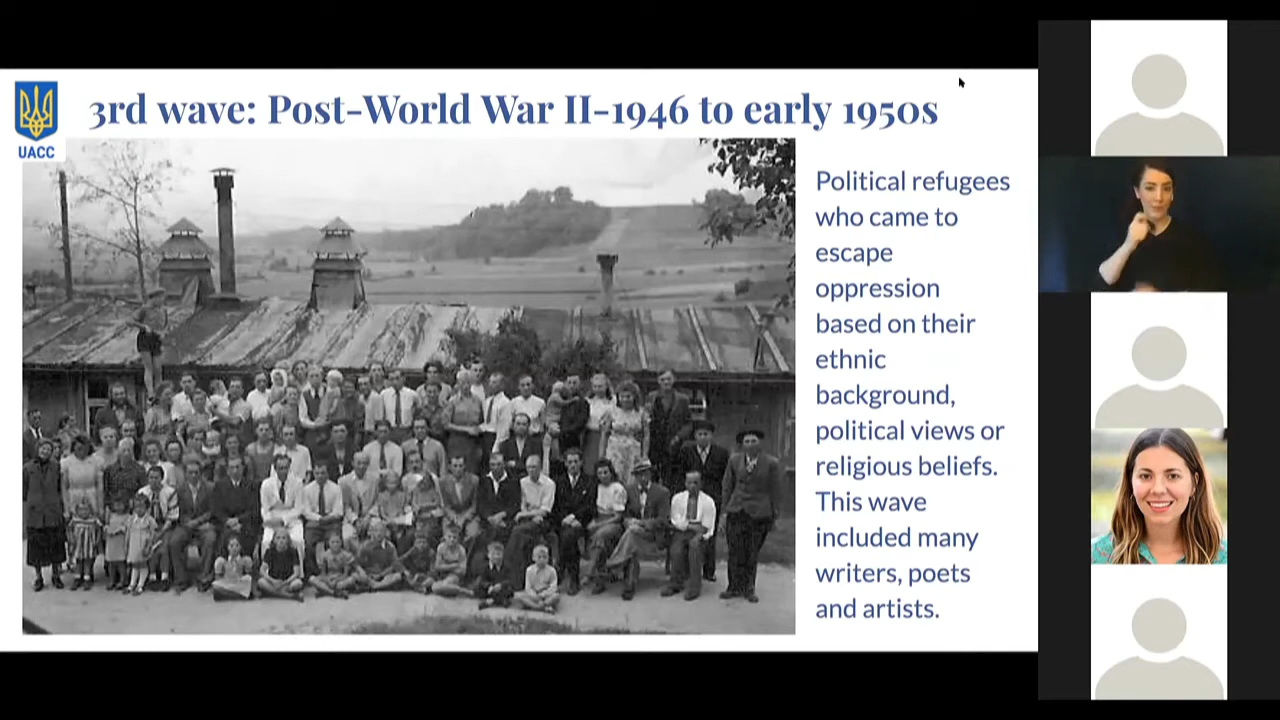 3rd wave: Post-World War II-1946 to early 1950s
UACC
Political refugees
who came to
escape
oppression
based on their
ethnic
background,
political views or
religious beliefs.
This wave
included many
writers, poets
and artists.